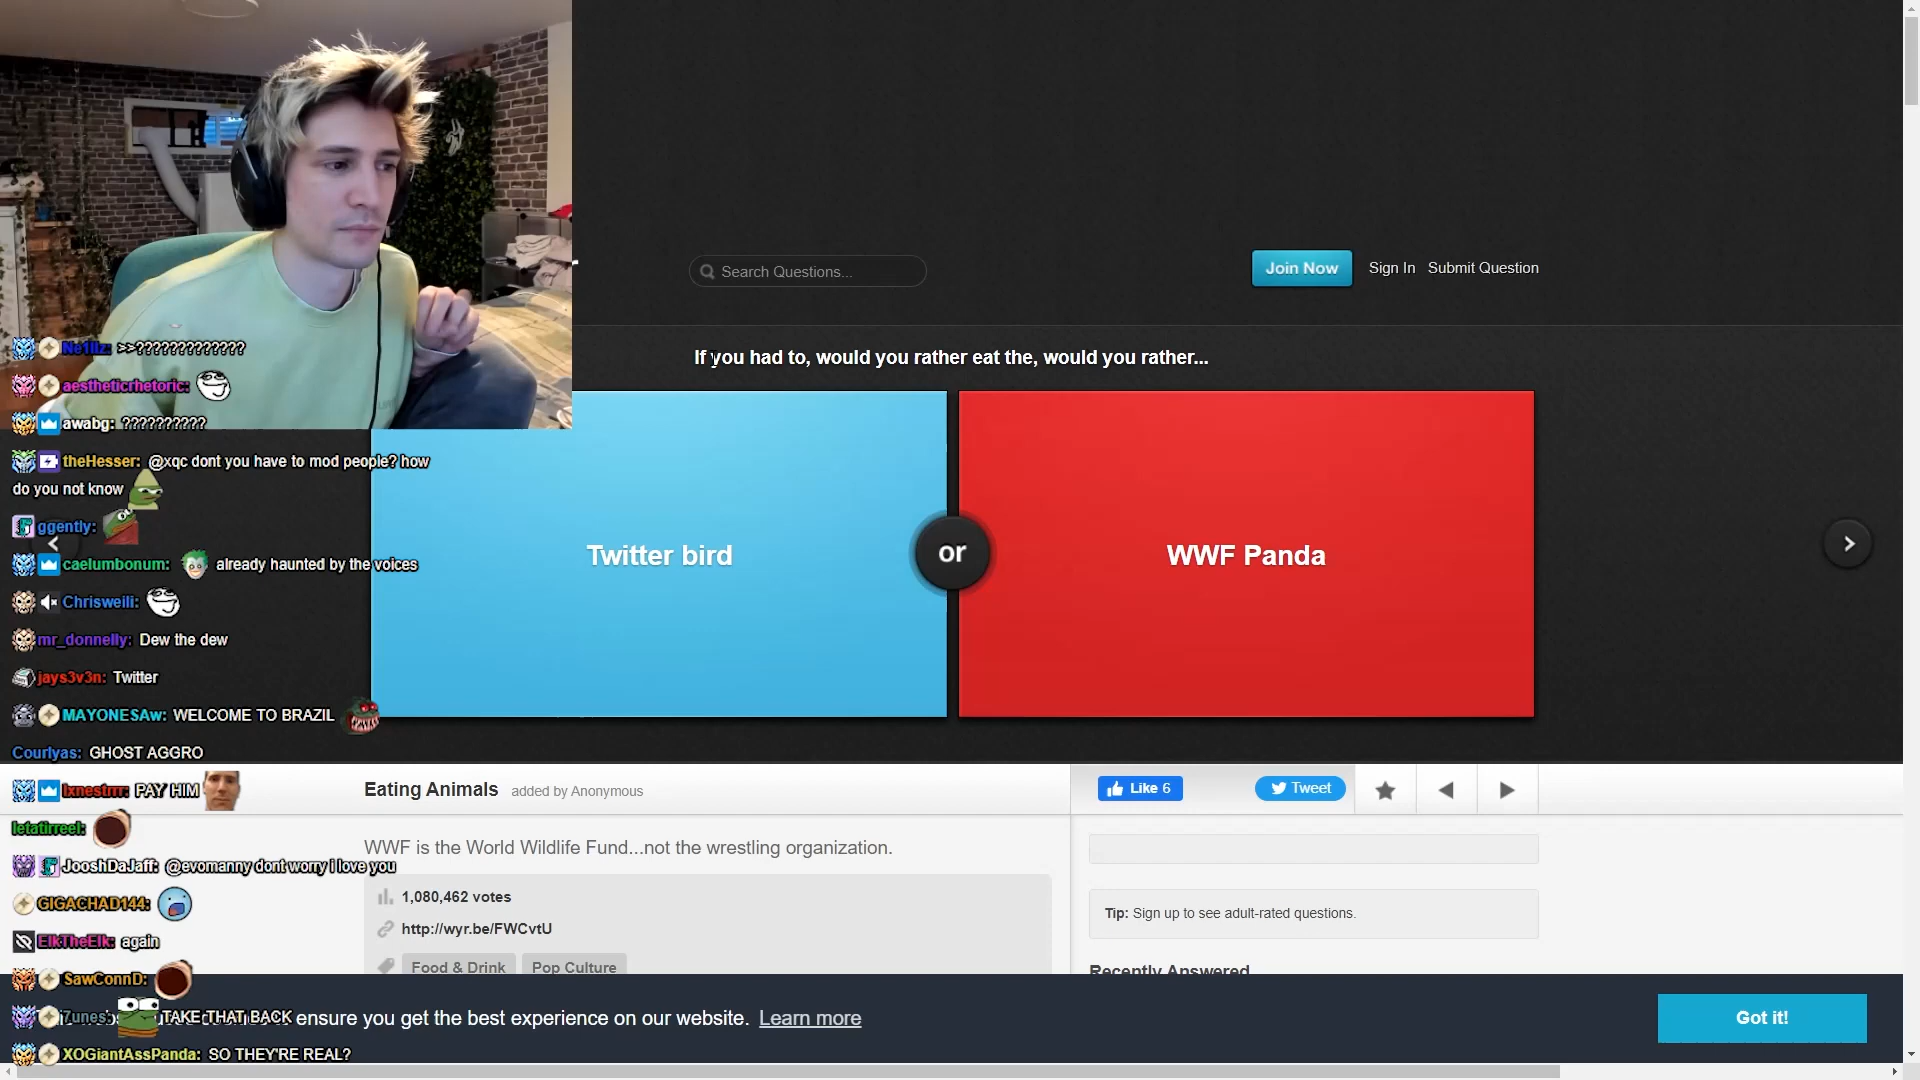 Search Questions...
Join Now
Sign In
Submit Question
If you had to, would you rather eat the, would you rather...
Twitter bird
or
WWF Panda
Ne1liz: >>?????????????
aestheticrhetoric:
awabg: ??????????
theHesser: @xqc dont you have to mod people? how
do you not know
ggently:
caelumbonum: already haunted by the voices
Chrisweili:
mr_donnelly: Dew the dew
jays3v3n: Twitter
MAYONESAw: WELCOME TO BRAZIL
Courlyas: GHOST AGGRO
lxnestrrr: PAY HIM
letatirreel:
JooshDaJaff: @evomanny dont worry i love you
GIGACHAD144:
ElkTheElk: again
SawConnD:
7unes: TAKE THAT BACK
XOGiantAssPanda: SO THEY'RE REAL?
Eating Animals added by Anonymous
Like 6
Tweet
WWF is the World Wildlife Fund...not the wrestling organization.
1,080,462 votes
http://wyr.be/FWCvtU
Food & Drink
Pop Culture
Tip: Sign up to see adult-rated questions.
Recently Answered
ensure you get the best experience on our website. Learn more
Got it!